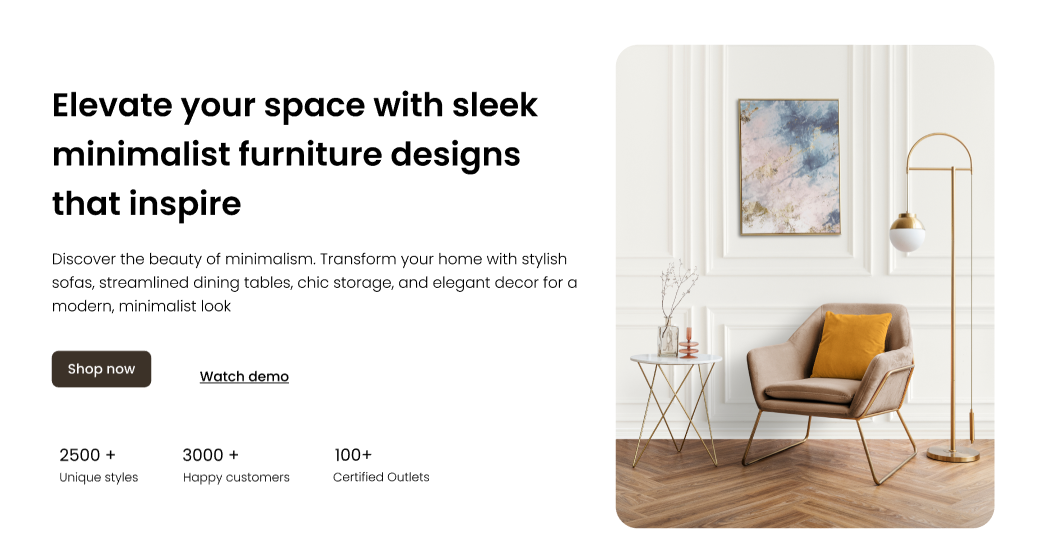 Elevate your space with sleek
minimalist furniture designs
that inspire
Discover the beauty of minimalism. Transform your home with stylish
sofas, streamlined dining tables, chic storage, and elegant decor for a
modern, minimalist look
Shop now
Watch demo
2500 +
Unique styles
3000 +
Happy customers
100+
Certified Outlets